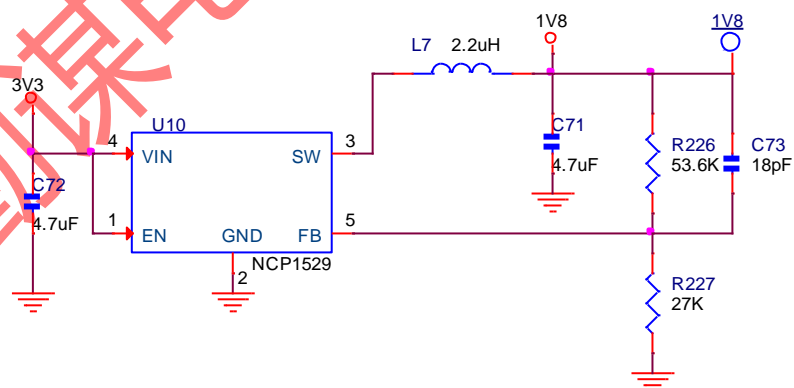 谋
1V8
1V8
L7 2.2uH
3V3
U10
4
VIN
SW
3
C71
4.7uF
R226
53.6K
C73
18pF
C72
4.7uF
1
EN
GND
FB
5
NCP1529
2
R227
27K